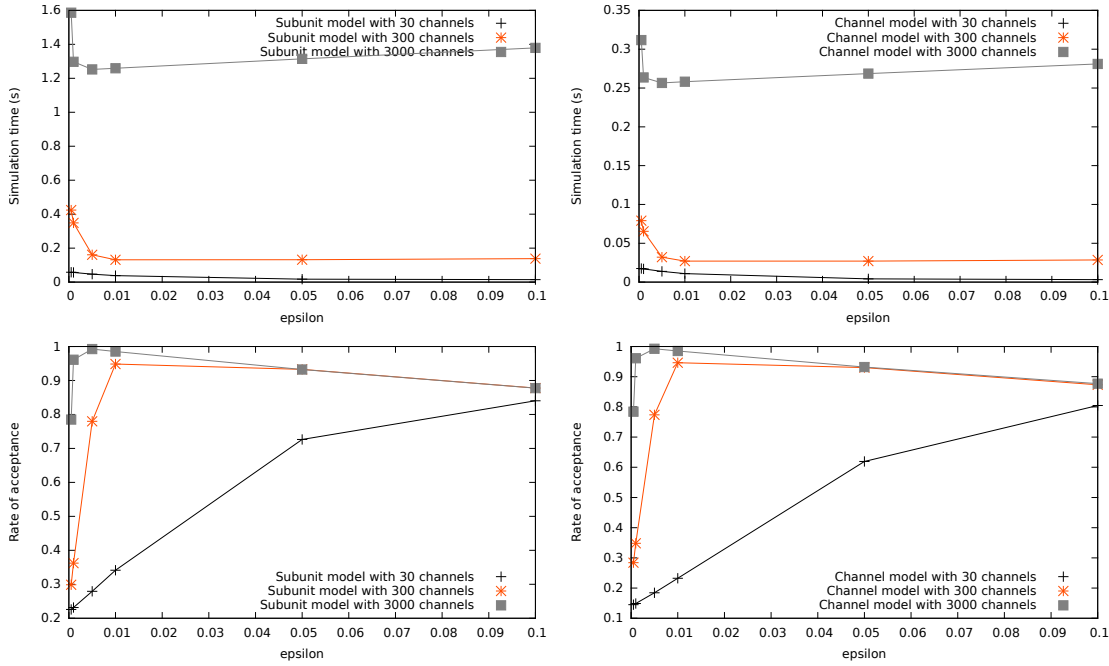 Simulation time (s)
1.6
1.4
1.2
1
0.8
0.6
0.4
0.2
0
Subunit model with 30 channels
Subunit model with 300 channels
Subunit model with 3000 channels
0 0.01 0.02 0.03 0.04 0.05 0.06 0.07 0.08 0.09 0.1
epsilon
Simulation time (s)
0.35
0.3
0.25
0.2
0.15
0.1
0.05
0
Channel model with 30 channels
Channel model with 300 channels
Channel model with 3000 channels
0 0.01 0.02 0.03 0.04 0.05 0.06 0.07 0.08 0.09 0.1
epsilon
Rate of acceptance
1
0.9
0.8
0.7
0.6
0.5
0.4
0.3
0.2
Subunit model with 30 channels
Subunit model with 300 channels
Subunit model with 3000 channels
0 0.01 0.02 0.03 0.04 0.05 0.06 0.07 0.08 0.09 0.1
epsilon
Rate of acceptance
1
0.9
0.8
0.7
0.6
0.5
0.4
0.3
0.2
0.1
Channel model with 30 channels
Channel model with 300 channels
Channel model with 3000 channels
0 0.01 0.02 0.03 0.04 0.05 0.06 0.07 0.08 0.09 0.1
epsilon